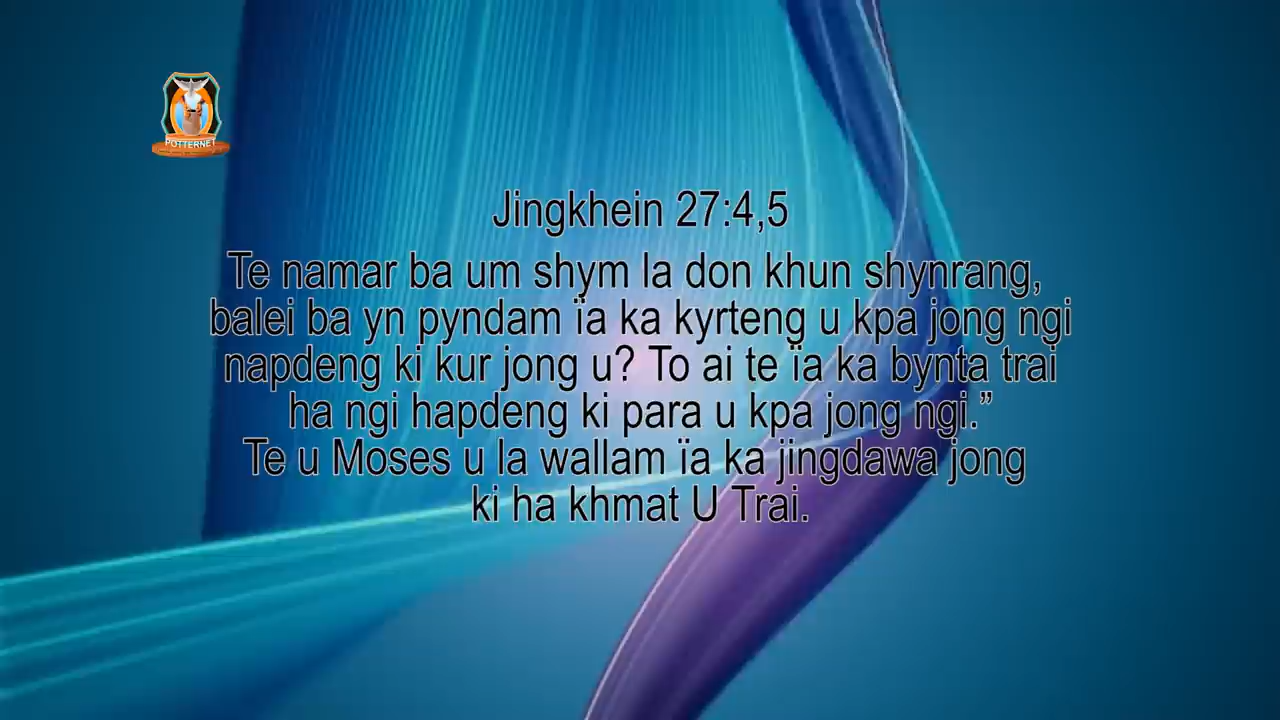 POTTERNET
Jingkhein 27:4,5
Te namar ba um shym la don khun shynrang,
balei ba yn pyndam ïa ka kyrteng u kpa jong ngi
napdeng ki kur jong u? To ai te ïa ka bynta trai
ha ngi hapdeng ki para u kpa jong ngi.”
Te u Moses u la wallam ïa ka jingdawa jong
ki ha khmat U Trai.